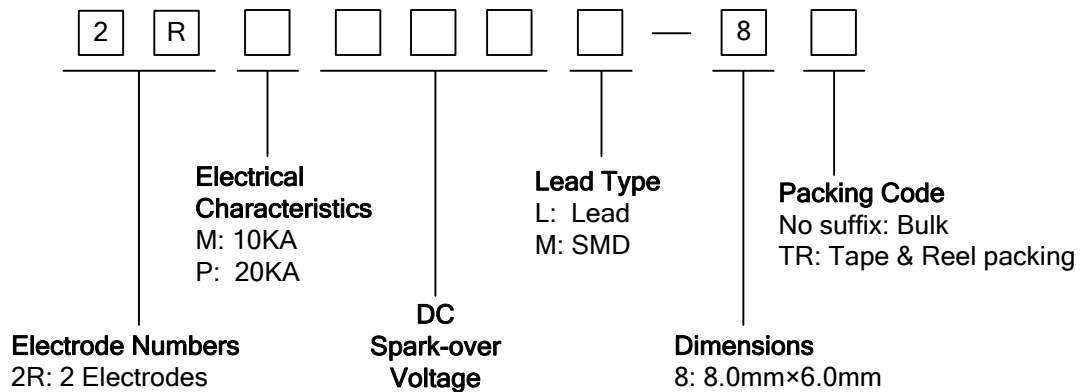 2 R — 8
Electrical
Characteristics
M: 10KA
P: 20KA
Lead Type
L: Lead
M: SMD
Packing Code
No suffix: Bulk
TR: Tape & Reel packing
Electrode Numbers
2R: 2 Electrodes
DC
Spark-over
Voltage
Dimensions
8: 8.0mm×6.0mm